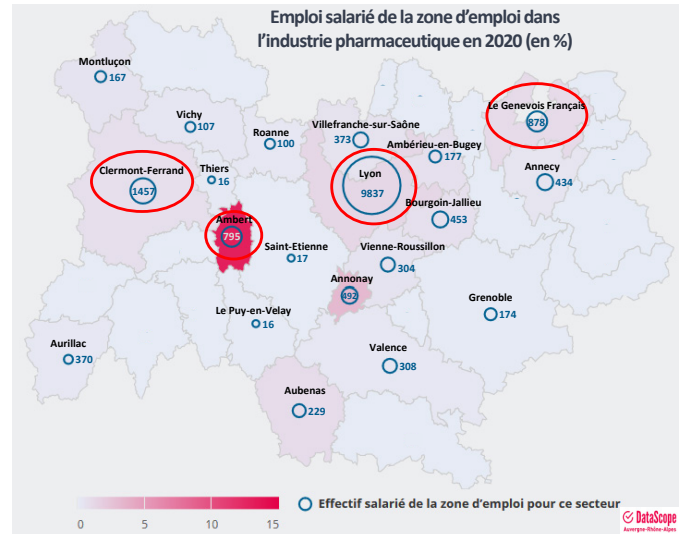 Emploi salarié de la zone d’emploi dans
l’industrie pharmaceutique en 2020 (en %)
Montluçon
167
Vichy
107
Roanne
100
Villefranche-sur-Saône
373
Ambérieu-en-Bugey
177
Le Genevois Français
878
Clermont-Ferrand
1457
Thiers
16
Lyon
9837
Annecy
434
Bourgoin-Jallieu
453
Ambert
795
Saint-Etienne
17
Vienne-Roussillon
304
Annonay
492
Grenoble
174
Le Puy-en-Velay
16
Aurillac
370
Valence
308
Aubenas
229
0 5 10 15
Effectif salarié de la zone d’emploi pour ce secteur
DataScope
Auvergne-Rhône-Alpes